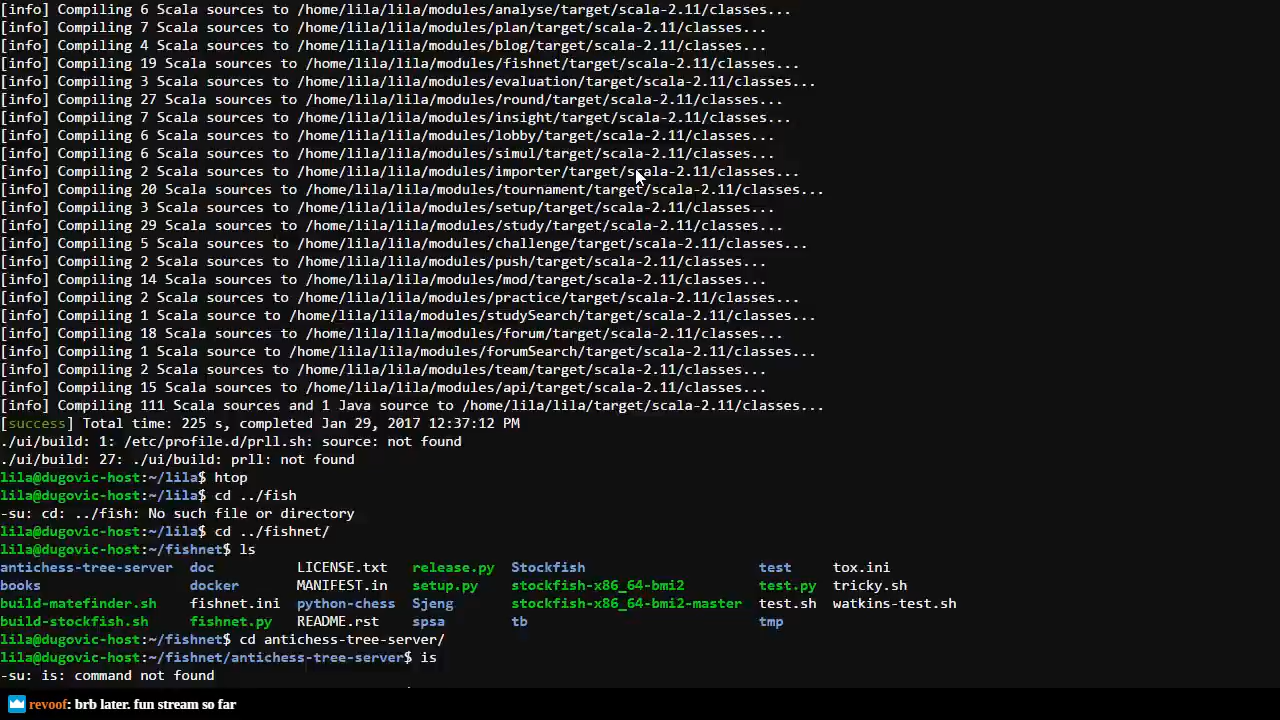 [info] Compiling 6 Scala sources to /home/lila/lila/modules/analyse/target/scala-2.11/classes...
[info] Compiling 7 Scala sources to /home/lila/lila/modules/plan/target/scala-2.11/classes...
[info] Compiling 4 Scala sources to /home/lila/lila/modules/blog/target/scala-2.11/classes...
[info] Compiling 19 Scala sources to /home/lila/lila/modules/fishnet/target/scala-2.11/classes...
[info] Compiling 3 Scala sources to /home/lila/lila/modules/evaluation/target/scala-2.11/classes...
[info] Compiling 27 Scala sources to /home/lila/lila/modules/round/target/scala-2.11/classes...
[info] Compiling 7 Scala sources to /home/lila/lila/modules/insight/target/scala-2.11/classes...
[info] Compiling 6 Scala sources to /home/lila/lila/modules/lobby/target/scala-2.11/classes...
[info] Compiling 6 Scala sources to /home/lila/lila/modules/simul/target/scala-2.11/classes...
[info] Compiling 2 Scala sources to /home/lila/lila/modules/importer/target/scala-2.11/classes...
[info] Compiling 20 Scala sources to /home/lila/lila/modules/tournament/target/scala-2.11/classes...
[info] Compiling 3 Scala sources to /home/lila/lila/modules/setup/target/scala-2.11/classes...
[info] Compiling 29 Scala sources to /home/lila/lila/modules/study/target/scala-2.11/classes...
[info] Compiling 5 Scala sources to /home/lila/lila/modules/challenge/target/scala-2.11/classes...
[info] Compiling 2 Scala sources to /home/lila/lila/modules/push/target/scala-2.11/classes...
[info] Compiling 14 Scala sources to /home/lila/lila/modules/mod/target/scala-2.11/classes...
[info] Compiling 2 Scala sources to /home/lila/lila/modules/practice/target/scala-2.11/classes...
[info] Compiling 1 Scala source to /home/lila/lila/modules/studySearch/target/scala-2.11/classes...
[info] Compiling 18 Scala sources to /home/lila/lila/modules/forum/target/scala-2.11/classes...
[info] Compiling 1 Scala source to /home/lila/lila/modules/forumSearch/target/scala-2.11/classes...
[info] Compiling 2 Scala sources to /home/lila/lila/modules/team/target/scala-2.11/classes...
[info] Compiling 15 Scala sources to /home/lila/lila/modules/api/target/scala-2.11/classes...
[info] Compiling 111 Scala sources and 1 Java source to /home/lila/lila/target/scala-2.11/classes...
[success] Total time: 225 s, completed Jan 29, 2017 12:37:12 PM
./ui/build: 1: /etc/profile.d/prll.sh: source: not found
./ui/build: 27: ./ui/build: prll: not found
lila@dugovic-host:~/lila$ htop
lila@dugovic-host:~/lila$ cd ../fish
-su: cd: ../fish: No such file or directory
lila@dugovic-host:~/lila$ cd ../fishnet/
lila@dugovic-host:~/fishnet$ ls
antichess-tree-server doc LICENSE.txt release.py Stockfish test tox.ini
books docker MANIFEST.in setup.py stockfish-x86_64-bmi2 test.py tricky.sh
build-matefinder.sh fishnet.ini python-chess Sjeng stockfish-x86_64-bmi2-master test.sh watkins-test.sh
build-stockfish.sh fishnet.py README.rst spsa tb tmp
lila@dugovic-host:~/fishnet$ cd antichess-tree-server/
lila@dugovic-host:~/fishnet/antichess-tree-server$ is
-su: is: command not found
revoof: brb later. fun stream so far